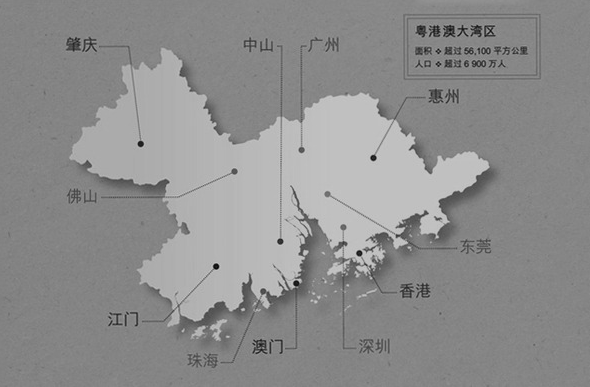 肇庆
中山
广州
粤港澳大湾区
面积 ❖ 超过 56,100 平方公里
人口 ❖ 超过 6 900 万人
惠州
佛山
东莞
香港
江门
澳门
深圳
珠海